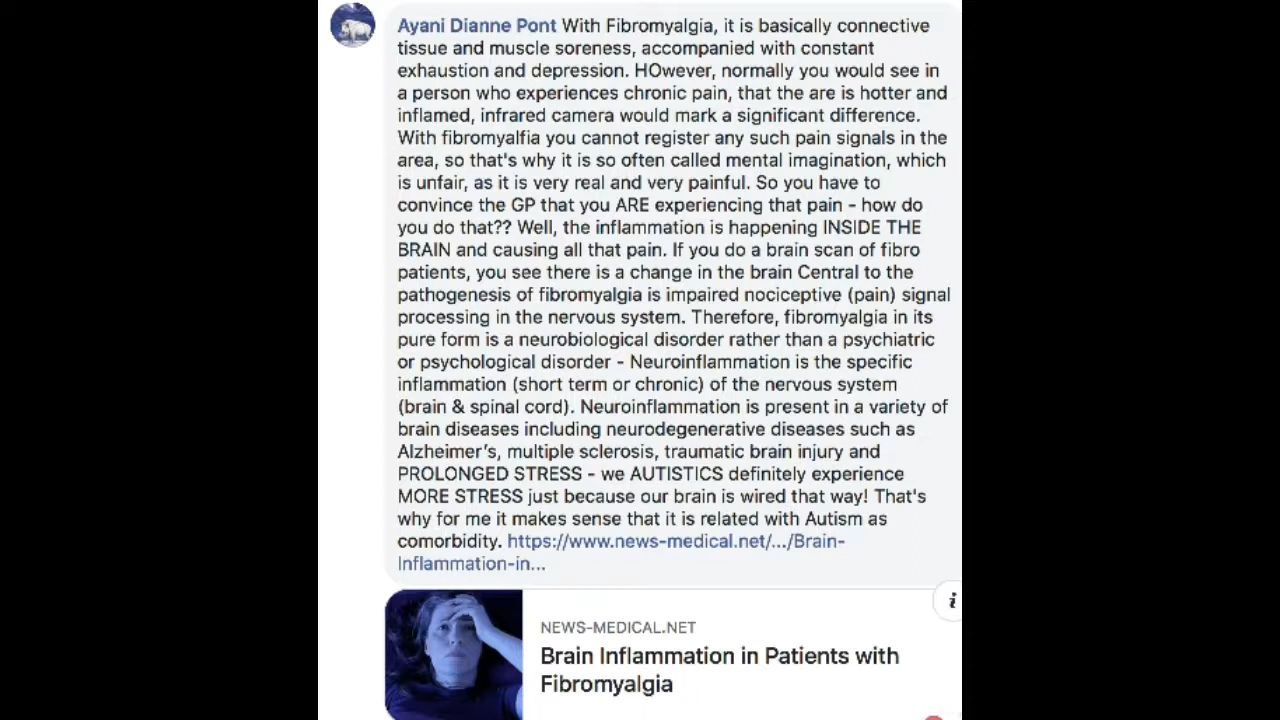 Ayani Dianne Pont With Fibromyalgia, it is basically connective
tissue and muscle soreness, accompanied with constant
exhaustion and depression. HOwever, normally you would see in
a person who experiences chronic pain, that the are is hotter and
inflamed, infrared camera would mark a significant difference.
With fibromyalfia you cannot register any such pain signals in the
area, so that's why it is so often called mental imagination, which
is unfair, as it is very real and very painful. So you have to
convince the GP that you ARE experiencing that pain - how do
you do that?? Well, the inflammation is happening INSIDE THE
BRAIN and causing all that pain. If you do a brain scan of fibro
patients, you see there is a change in the brain Central to the
pathogenesis of fibromyalgia is impaired nociceptive (pain) signal
processing in the nervous system. Therefore, fibromyalgia in its
pure form is a neurobiological disorder rather than a psychiatric
or psychological disorder - Neuroinflammation is the specific
inflammation (short term or chronic) of the nervous system
(brain & spinal cord). Neuroinflammation is present in a variety of
brain diseases including neurodegenerative diseases such as
Alzheimer's, multiple sclerosis, traumatic brain injury and
PROLONGED STRESS - we AUTISTICS definitely experience
MORE STRESS just because our brain is wired that way! That's
why for me it makes sense that it is related with Autism as
comorbidity. https://www.news-medical.net/.../Brain-
Inflammation-in...
i
NEWS-MEDICAL.NET
Brain Inflammation in Patients with
Fibromyalgia